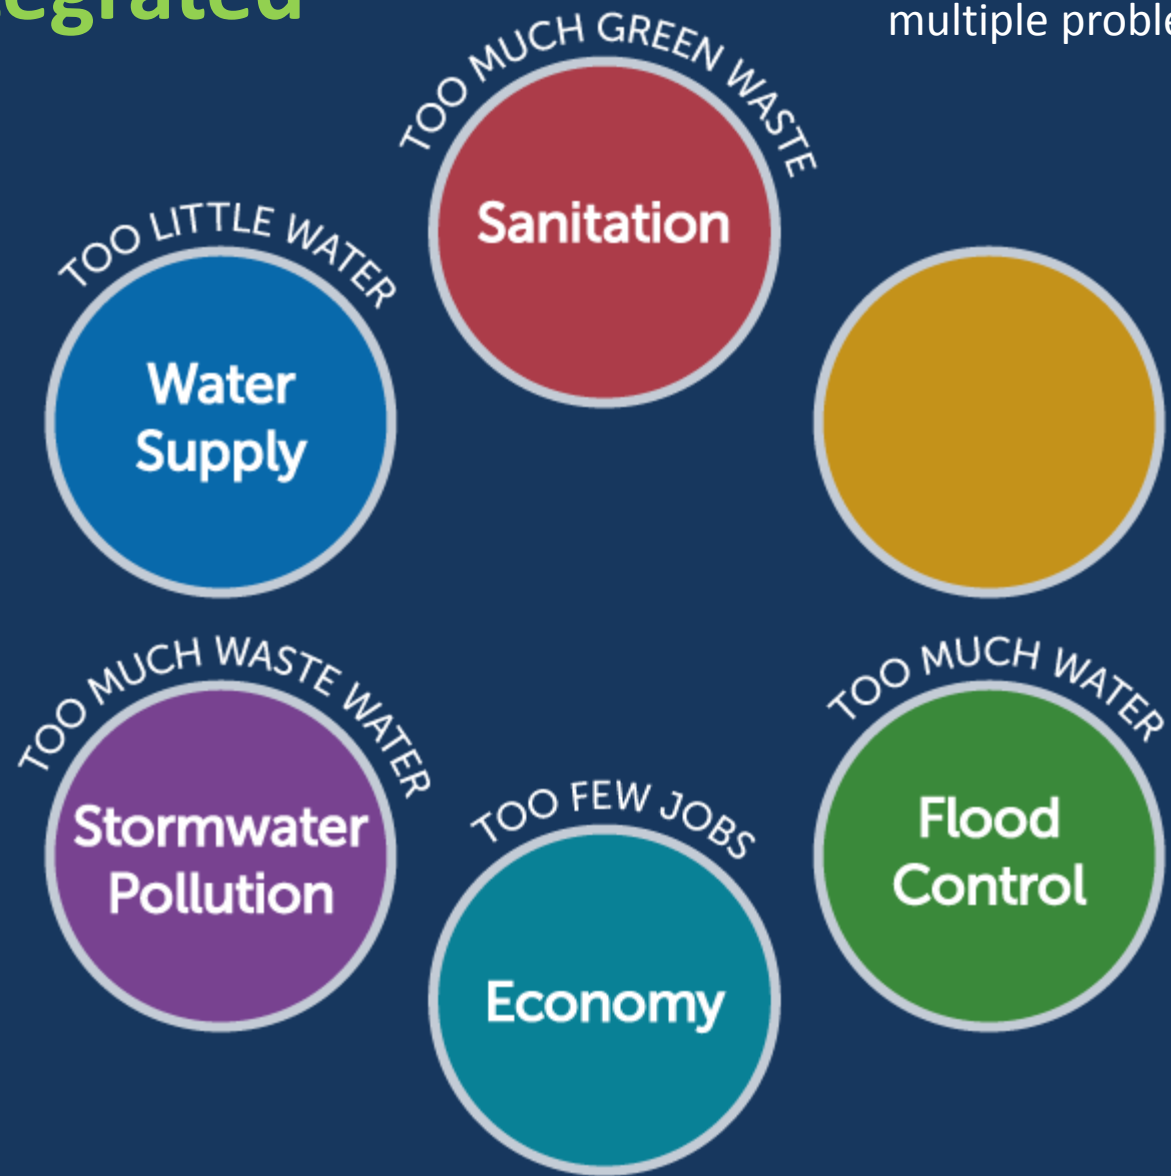 TOO MUCH GREEN WASTE
Sanitation
TOO LITTLE WATER
Water
Supply
TOO MUCH WASTE WATER
Stormwater
Pollution
TOO FEW JOBS
Economy
TOO MUCH WATER
Flood
Control
multiple